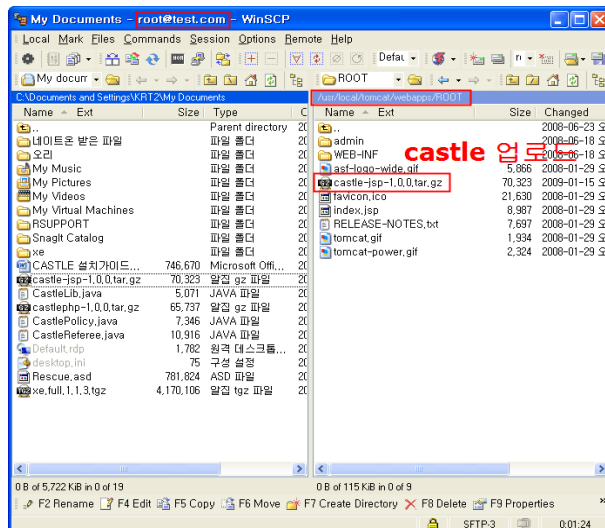 My Documents - root@test.com - WinSCP
Local Mark Files Commands Session Options Remote Help
Defau
My docum ROOT
C:\Documents and Settings\KRT2\My Documents /usr/local/tomcat/webapps/ROOT
Name Ext Size Type Name Ext Size Changed
.. Parent directory .. 2008-06-23 오
네이트온 받은 파일 파일 폴더 admin 2008-06-18 오
오리 파일 폴더 WEB-INF 2008-06-18 오
castle 업로드
My Music 파일 폴더 asf-logo-wide.gif 5,866 2008-01-29 오
My Pictures 파일 폴더 castle-jsp-1.0.0.tar.gz 70,323 2009-01-15 오
My Videos 파일 폴더 favicon.ico 21,630 2008-01-29 오
My Virtual Machines 파일 폴더 index.jsp 8,987 2008-01-29 오
RSUPPORT 파일 폴더 RELEASE-NOTES.txt 7,697 2008-01-29 오
SnagIt Catalog 파일 폴더 tomcat.gif 1,934 2008-01-29 오
xe 파일 폴더 tomcat-power.gif 2,324 2008-01-29 오
CASTLE 설치가이드... 746,670 Microsoft Offi...
castle-jsp-1.0.0.tar.gz 70,323 알집 gz 파일
CastleLib.java 5,071 JAVA 파일
castlephp-1.0.0.tar.gz 65,737 알집 gz 파일
CastlePolicy.java 7,346 JAVA 파일
CastleReferee.java 10,916 JAVA 파일
Default.rdp 1,782 원격 데스크톱...
desktop.ini 75 구성 설정
Rescue.asd 781,824 ASD 파일
xe.full.1.1.3.tgz 4,170,106 알집 tgz 파일
0 B of 5,722 KiB in 0 of 19 0 B of 115 KiB in 0 of 9
F2 Rename F4 Edit F5 Copy F6 Move F7 Create Directory F8 Delete F9 Properties
SFTP-3 0:01:24